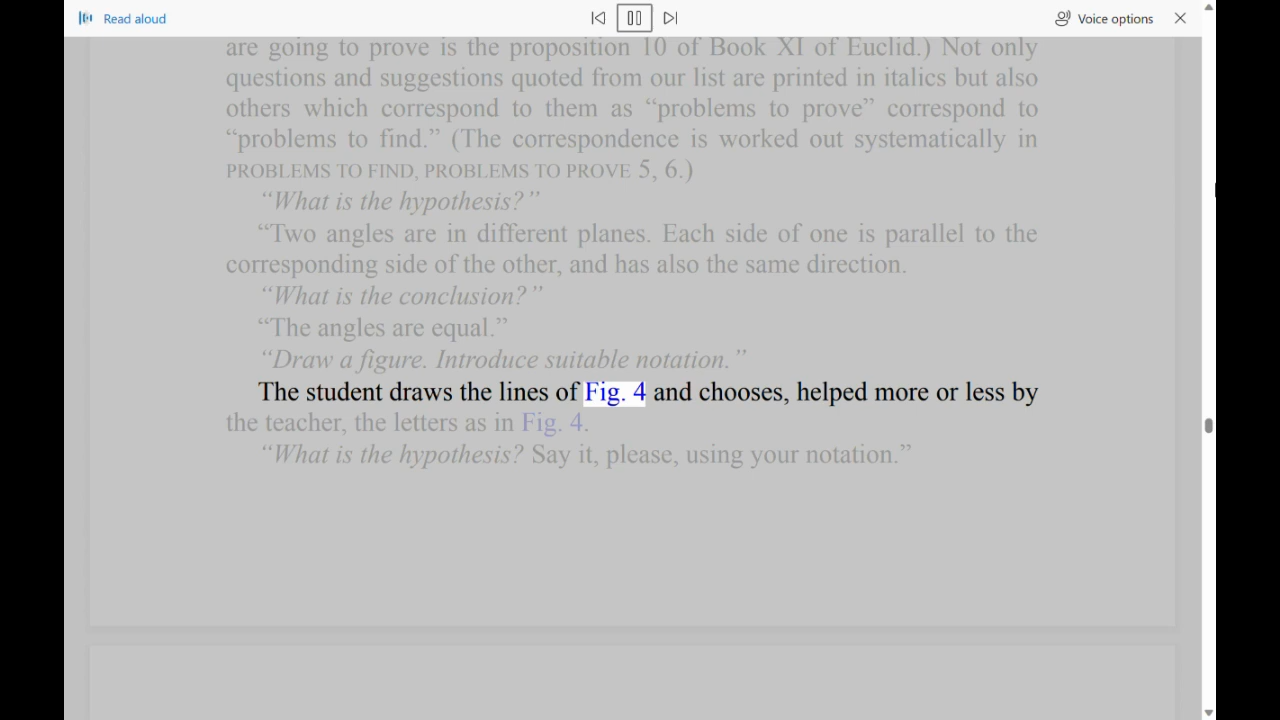 Read aloud
Voice options
are going to prove is the proposition 10 of Book XI of Euclid.) Not only
questions and suggestions quoted from our list are printed in italics but also
others which correspond to them as “problems to prove” correspond to
“problems to find.” (The correspondence is worked out systematically in
PROBLEMS TO FIND, PROBLEMS TO PROVE 5, 6.)
“What is the hypothesis?”
“Two angles are in different planes. Each side of one is parallel to the
corresponding side of the other, and has also the same direction.
“What is the conclusion?”
“The angles are equal.”
“Draw a figure. Introduce suitable notation.”
The student draws the lines of Fig. 4 and chooses, helped more or less by
the teacher, the letters as in Fig. 4.
“What is the hypothesis? Say it, please, using your notation.”